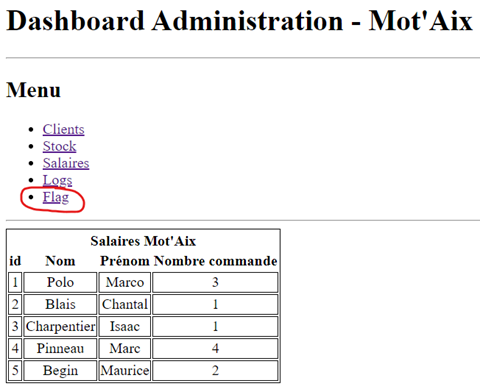 Dashboard Administration - Mot'Aix
Menu
Clients
Stock
Salaires
Logs
Flag
Salaires Mot'Aix
id Nom Prénom Nombre commande
1 Polo Marco 3
2 Blais Chantal 1
3 Charpentier Isaac 1
4 Pinneau Marc 4
5 Begin Maurice 2